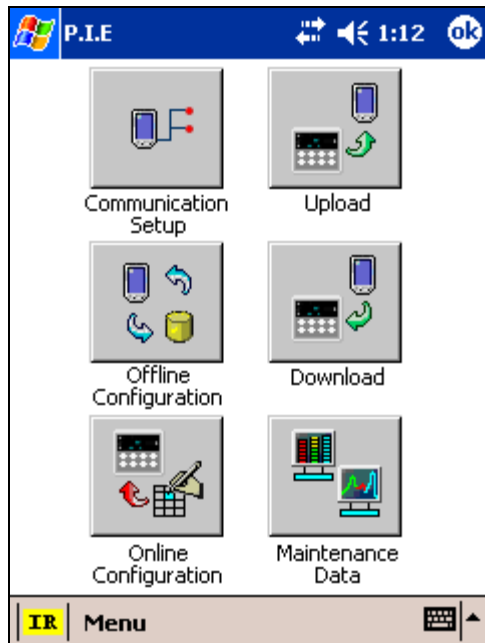 P.I.E 1:12 ok
Communication Setup
Upload
Offline Configuration
Download
Online Configuration
Maintenance Data
IR Menu